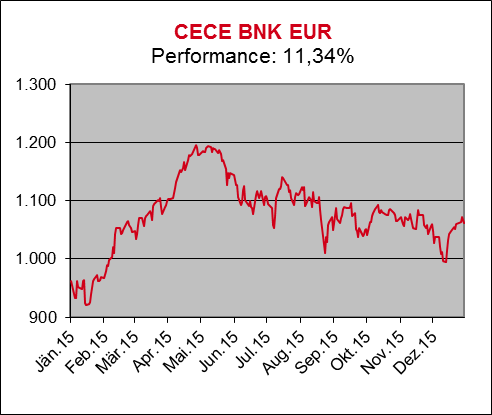 CECE BNK EUR
Performance: 11,34%
1.300
1.200
1.100
1.000
900
Jän.15
Feb.15
Mär.15
Apr.15
Mai.15
Jun.15
Jul.15
Aug.15
Sep.15
Okt.15
Nov.15
Dez.15